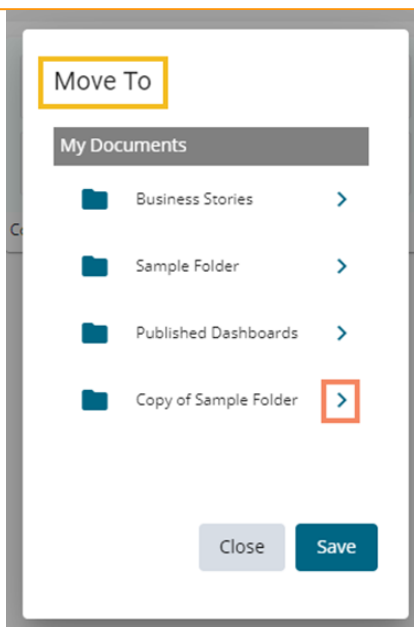 Move To
My Documents
Business Stories
Sample Folder
Published Dashboards
Copy of Sample Folder
Close
Save